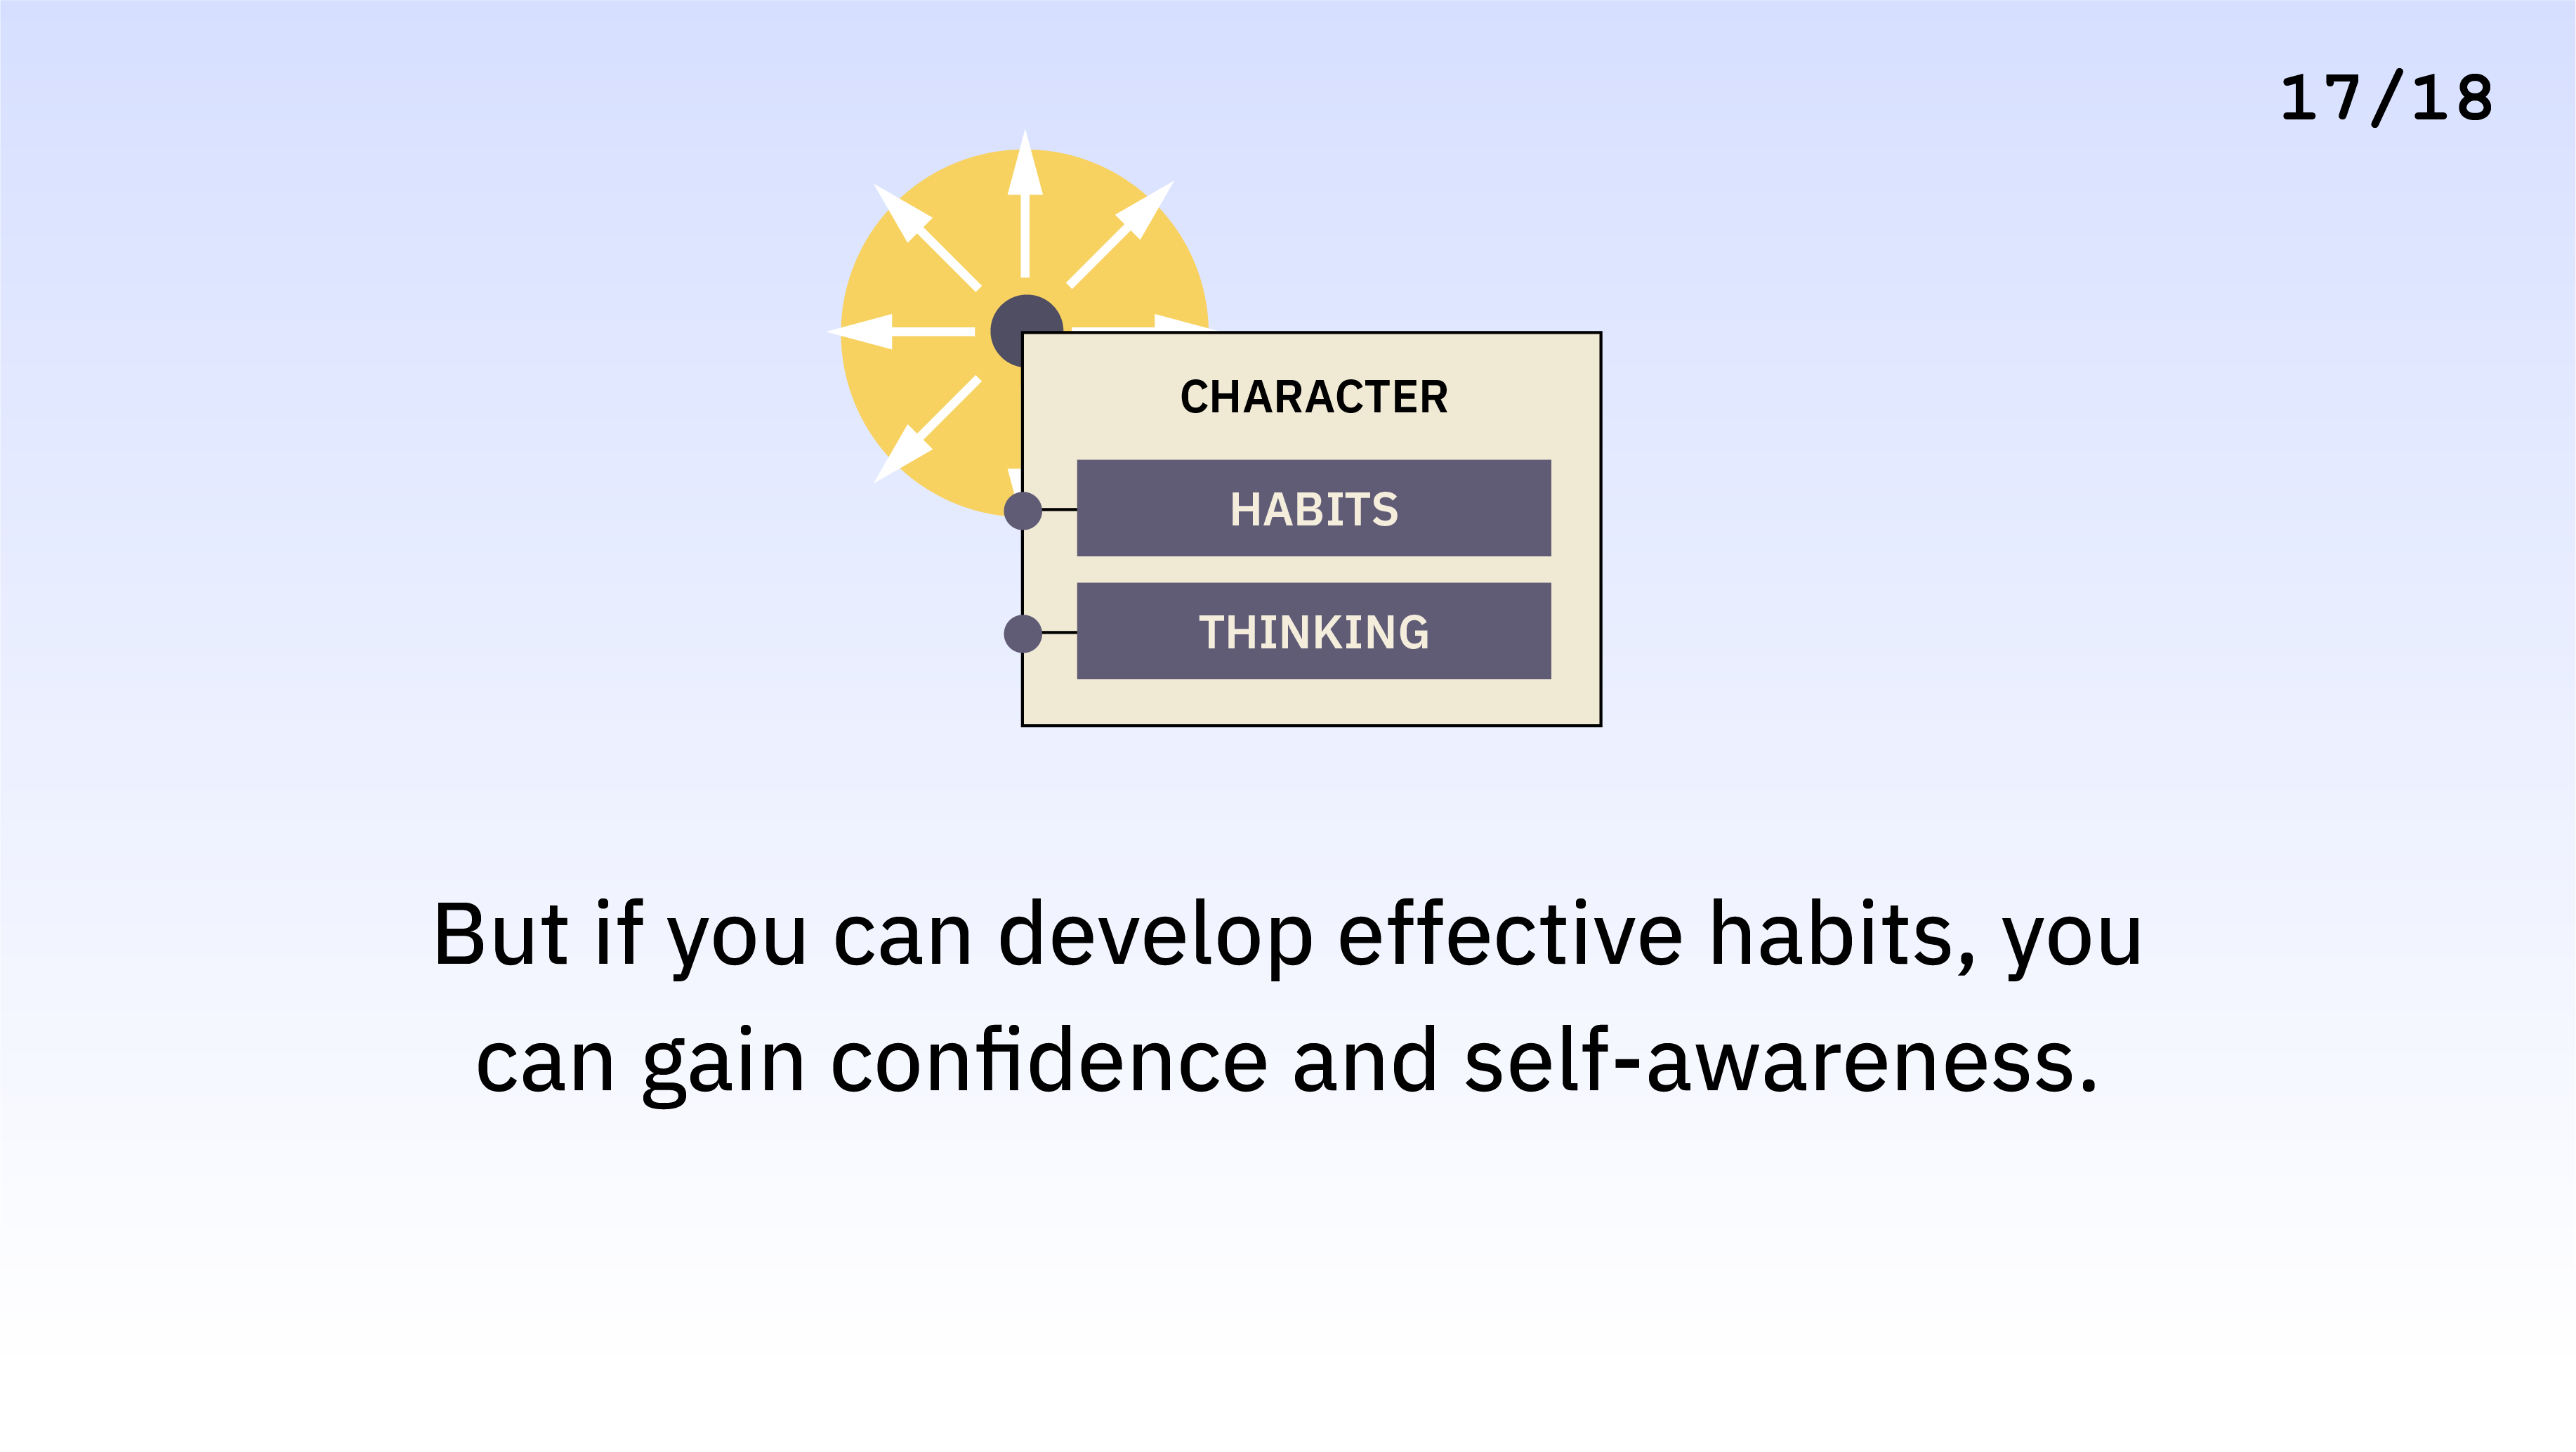 17/18
CHARACTER
HABITS
THINKING
But if you can develop effective habits, you
can gain confidence and self-awareness.